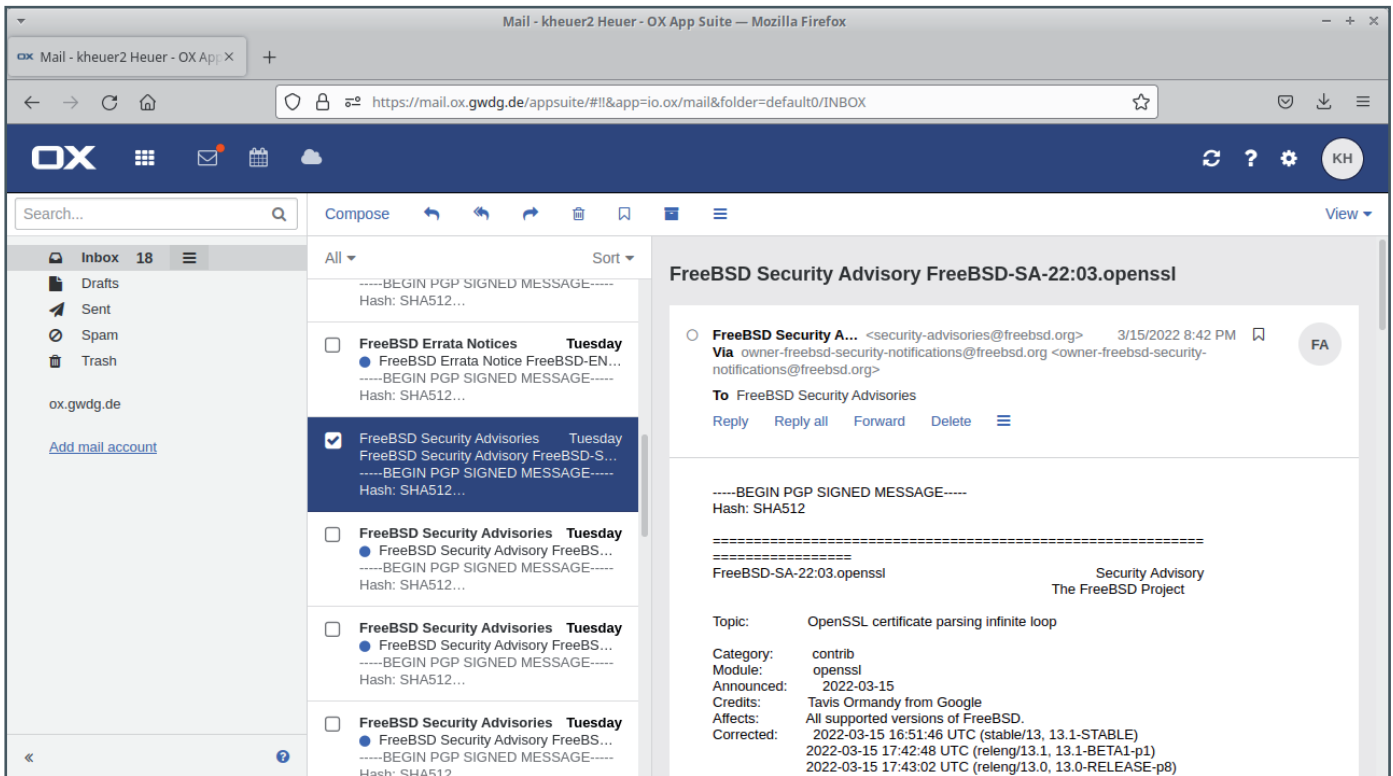 Mail - kheuer2 Heuer - OX App Suite — Mozilla Firefox
OX Mail - kheuer2 Heuer - OX App
https://mail.ox.gwdg.de/appsuite/#!!&app=io.ox/mail&folder=default0/INBOX
OX
KH
Search...
Compose
View
Inbox 18
Drafts
Sent
Spam
Trash
ox.gwdg.de
Add mail account
All Sort
-----BEGIN PGP SIGNED MESSAGE-----
Hash: SHA512…
FreeBSD Errata Notices Tuesday
FreeBSD Errata Notice FreeBSD-EN…
-----BEGIN PGP SIGNED MESSAGE-----
Hash: SHA512…
FreeBSD Security Advisories Tuesday
FreeBSD Security Advisory FreeBSD-S…
-----BEGIN PGP SIGNED MESSAGE-----
Hash: SHA512…
FreeBSD Security Advisories Tuesday
FreeBSD Security Advisory FreeBS…
-----BEGIN PGP SIGNED MESSAGE-----
Hash: SHA512…
FreeBSD Security Advisories Tuesday
FreeBSD Security Advisory FreeBS…
-----BEGIN PGP SIGNED MESSAGE-----
Hash: SHA512…
FreeBSD Security Advisories Tuesday
FreeBSD Security Advisory FreeBS…
-----BEGIN PGP SIGNED MESSAGE-----
Hash: SHA512
FreeBSD Security Advisory FreeBSD-SA-22:03.openssl
FreeBSD Security A… <security-advisories@freebsd.org> 3/15/2022 8:42 PM
FA
Via owner-freebsd-security-notifications@freebsd.org <owner-freebsd-security-
notifications@freebsd.org>
To FreeBSD Security Advisories
Reply Reply all Forward Delete
-----BEGIN PGP SIGNED MESSAGE-----
Hash: SHA512
============================================================
=================
FreeBSD-SA-22:03.openssl Security Advisory
The FreeBSD Project
Topic: OpenSSL certificate parsing infinite loop
Category: contrib
Module: openssl
Announced: 2022-03-15
Credits: Tavis Ormandy from Google
Affects: All supported versions of FreeBSD.
Corrected: 2022-03-15 16:51:46 UTC (stable/13, 13.1-STABLE)
2022-03-15 17:42:48 UTC (releng/13.1, 13.1-BETA1-p1)
2022-03-15 17:43:02 UTC (releng/13.0, 13.0-RELEASE-p8)